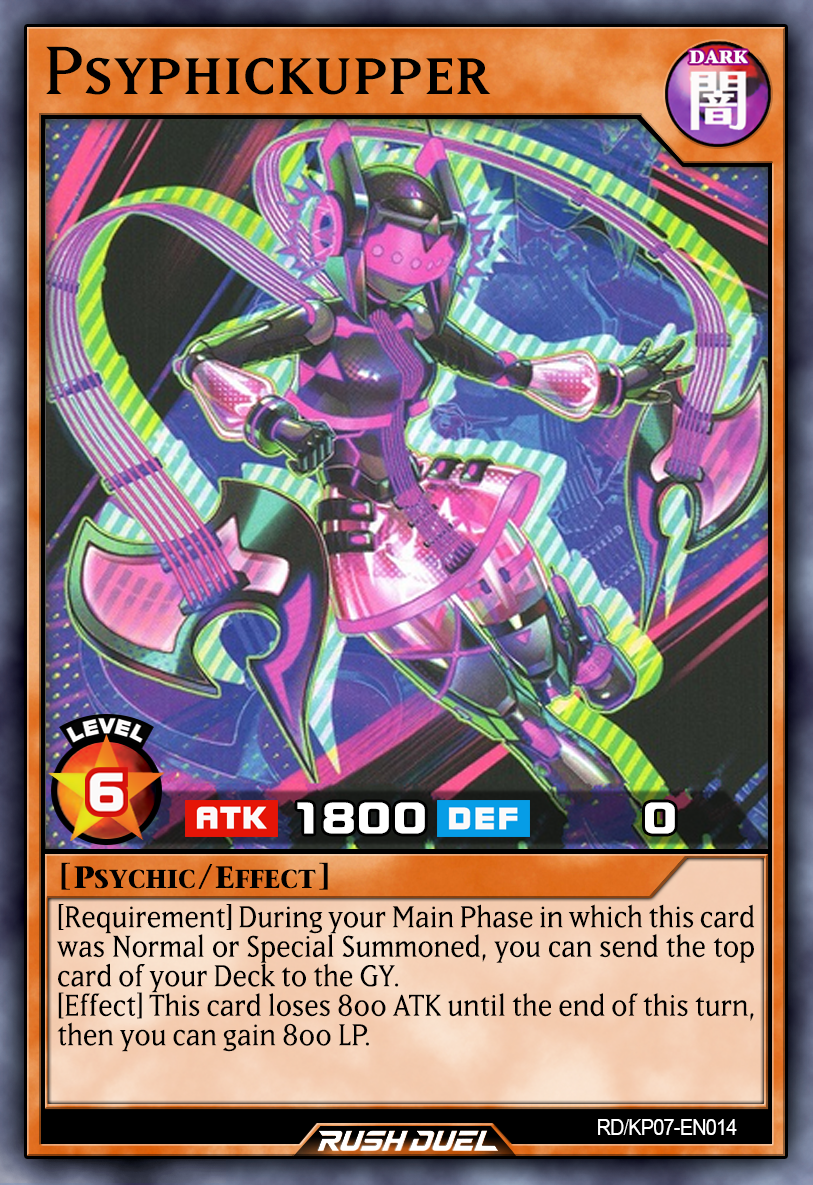 PSYPHICKUPPER
DARK
闇
LEVEL
6
ATK 1800 DEF 0
[PSYCHIC/EFFECT]
[Requirement] During your Main Phase in which this card
was Normal or Special Summoned, you can send the top
card of your Deck to the GY.
[Effect] This card loses 800 ATK until the end of this turn,
then you can gain 800 LP.
RD/KP07-EN014
RUSH DUEL